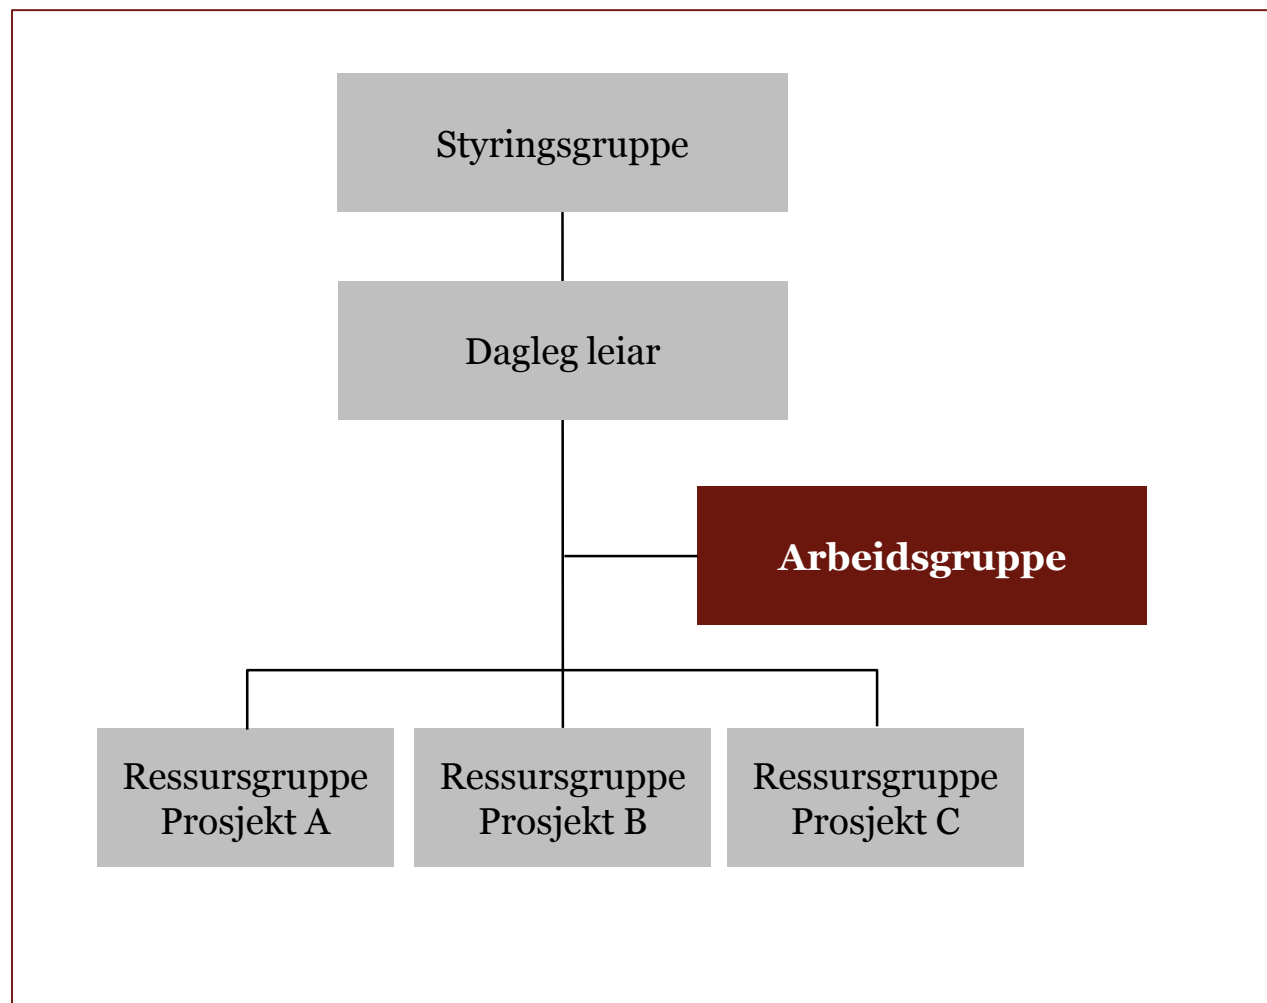 Styringsgruppe
Dagleg leiar
Arbeidsgruppe
Ressursgruppe
Prosjekt A
Ressursgruppe
Prosjekt B
Ressursgruppe
Prosjekt C